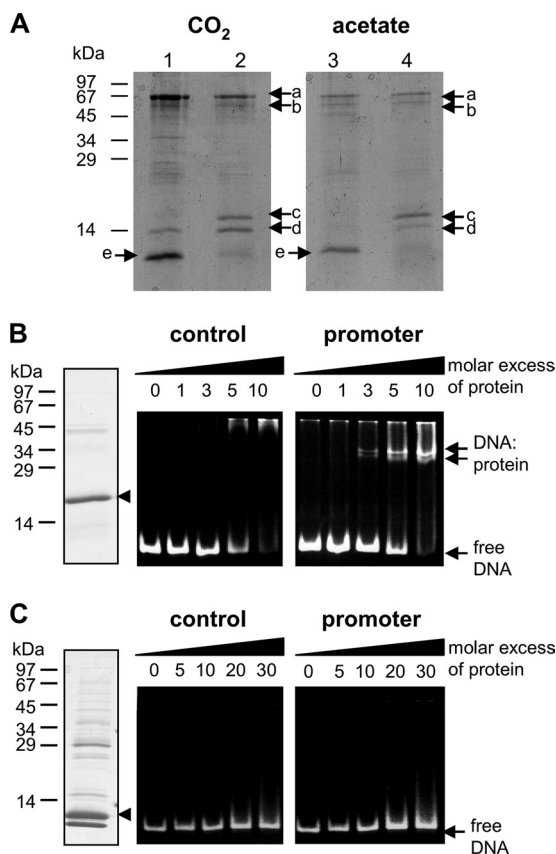 A
CO2 acetate
kDa 1 2 3 4
97
67
45
34
29
14
a
b
c
d
e
a
b
c
d
e
B
control promoter
kDa
molar excess
of protein
0 1 3 5 10 0 1 3 5 10
97
67
45
34
29
14
DNA:
protein
free
DNA
C
control promoter
kDa
molar excess
of protein
0 5 10 20 30 0 5 10 20 30
97
67
45
34
29
14
free
DNA